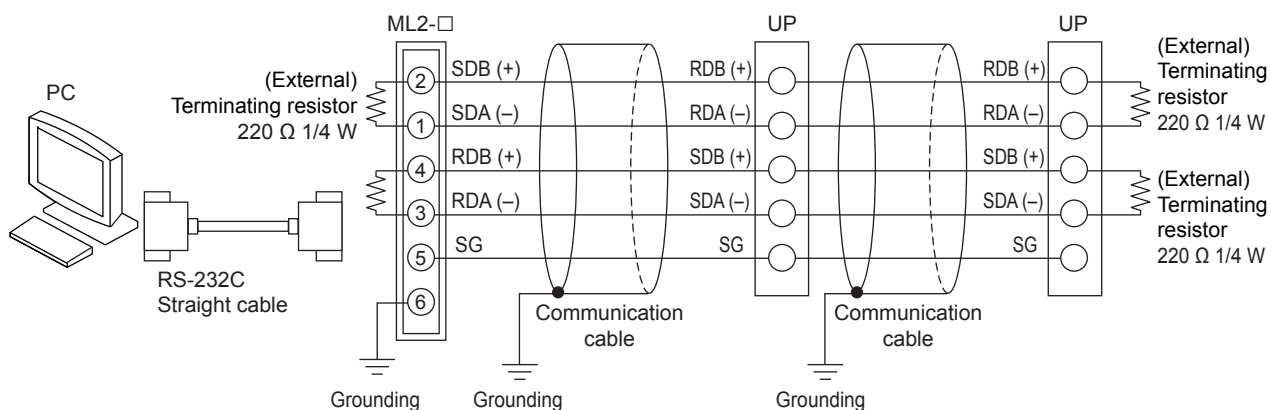 ML2-□
UP
UP
PC
(External)
Terminating resistor
220 Ω 1/4 W
2
SDB (+)
RDB (+)
RDB (+)
1
SDA (–)
RDA (–)
RDA (–)
4
RDB (+)
SDB (+)
SDB (+)
3
RDA (–)
SDA (–)
SDA (–)
5
SG
SG
SG
6
(External)
Terminating
resistor
220 Ω 1/4 W
(External)
Terminating
resistor
220 Ω 1/4 W
RS-232C
Straight cable
Communication
cable
Communication
cable
Grounding
Grounding
Grounding